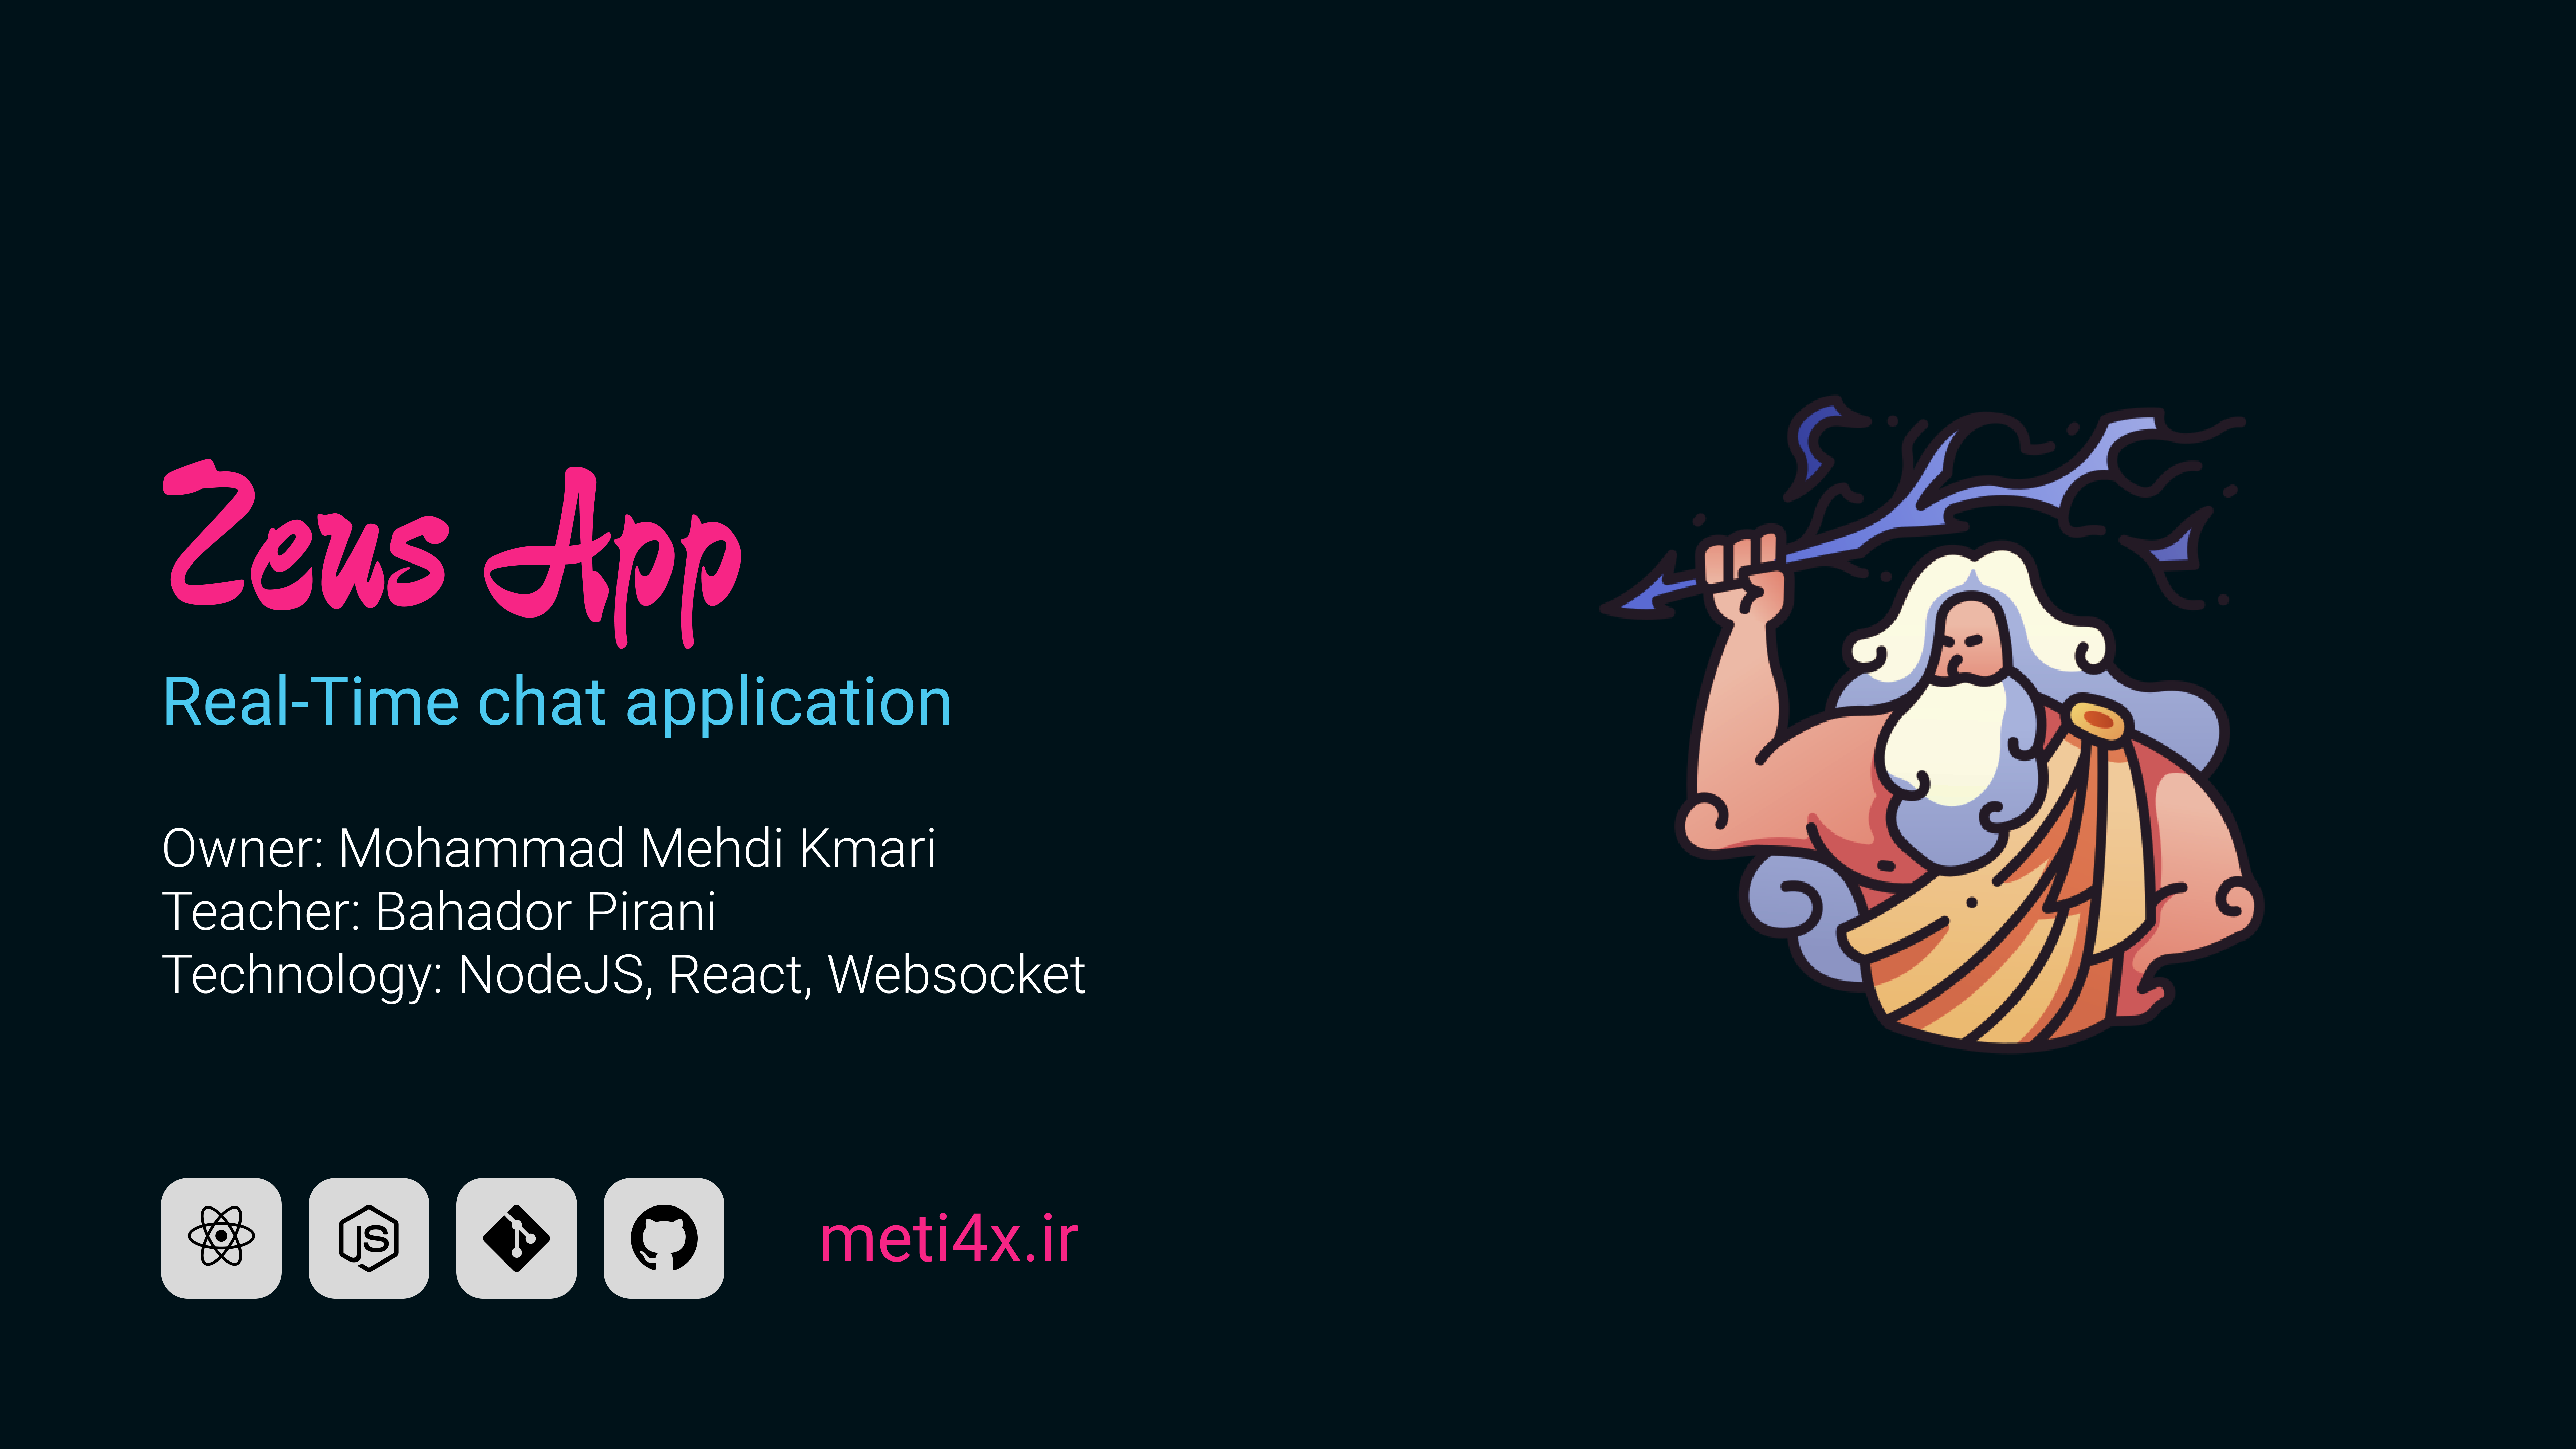 Zeus App
Real-Time chat application
Owner: Mohammad Mehdi Kmari
Teacher: Bahador Pirani
Technology: NodeJS, React, Websocket
JS
meti4x.ir